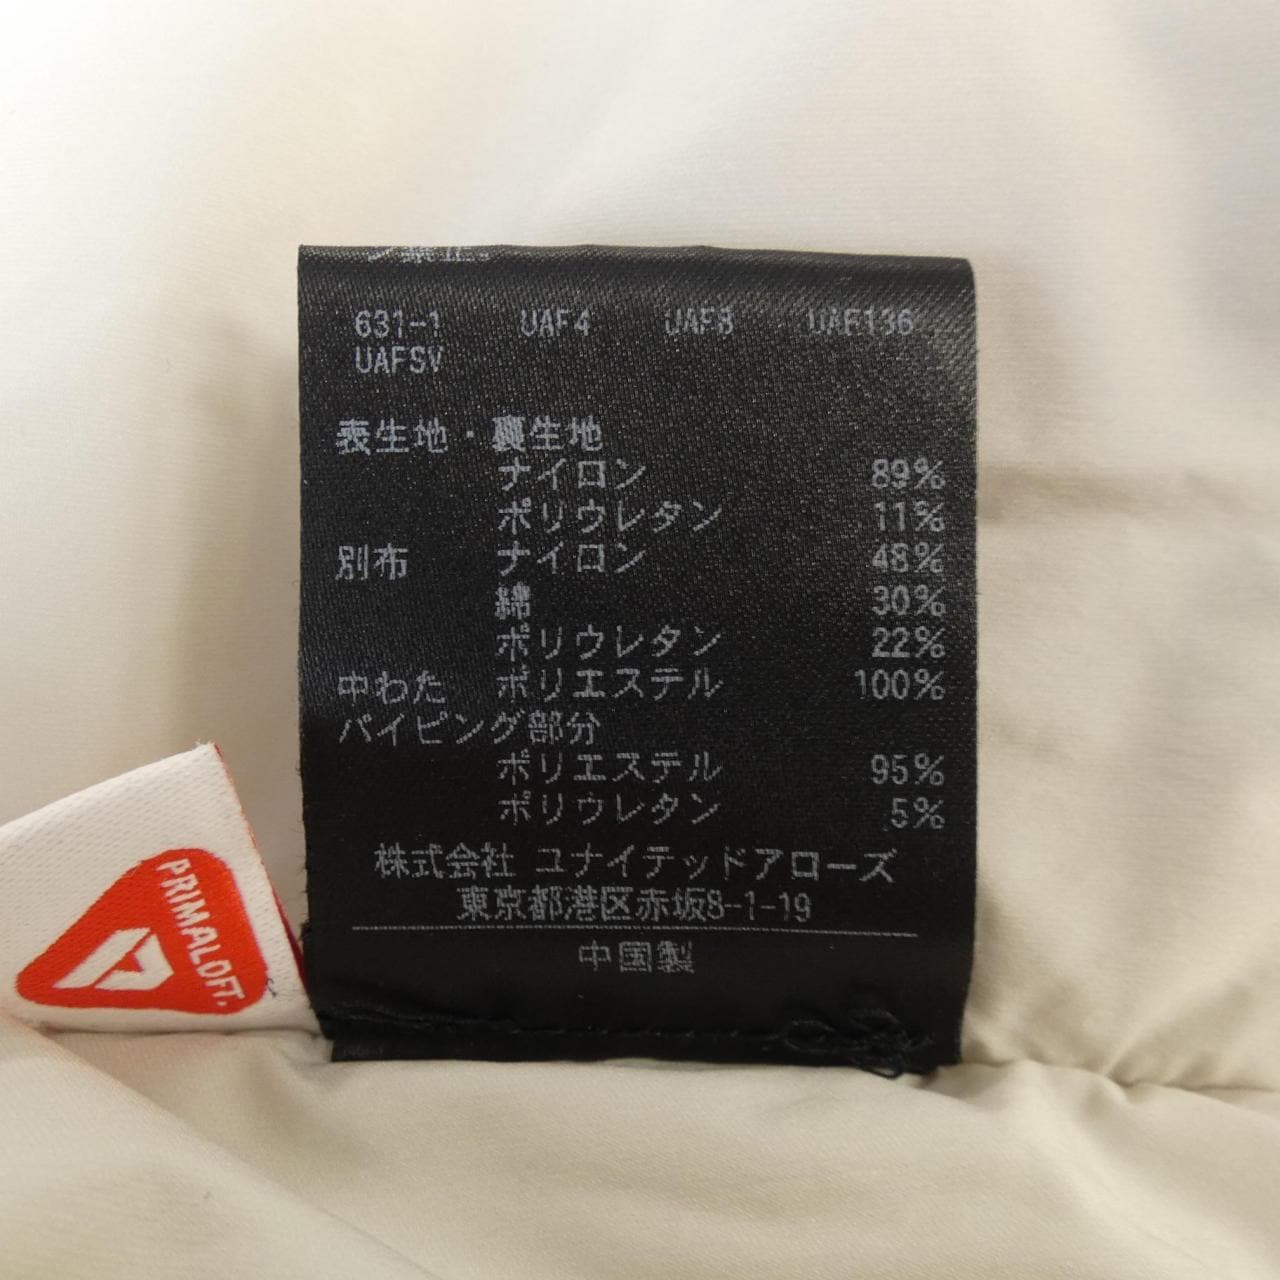 631-1 UAF4 UAF8 UAF136
UAFSV
表生地・裏生地
ナイロン 89%
ポリウレタン 11%
別布 ナイロン 48%
綿 30%
ポリウレタン 22%
中わた ポリエステル 100%
パイピング部分
ポリエステル 95%
ポリウレタン 5%
株式会社 ユナイテッドアローズ
東京都港区赤坂8-1-19
中国製
PRIMALOFT